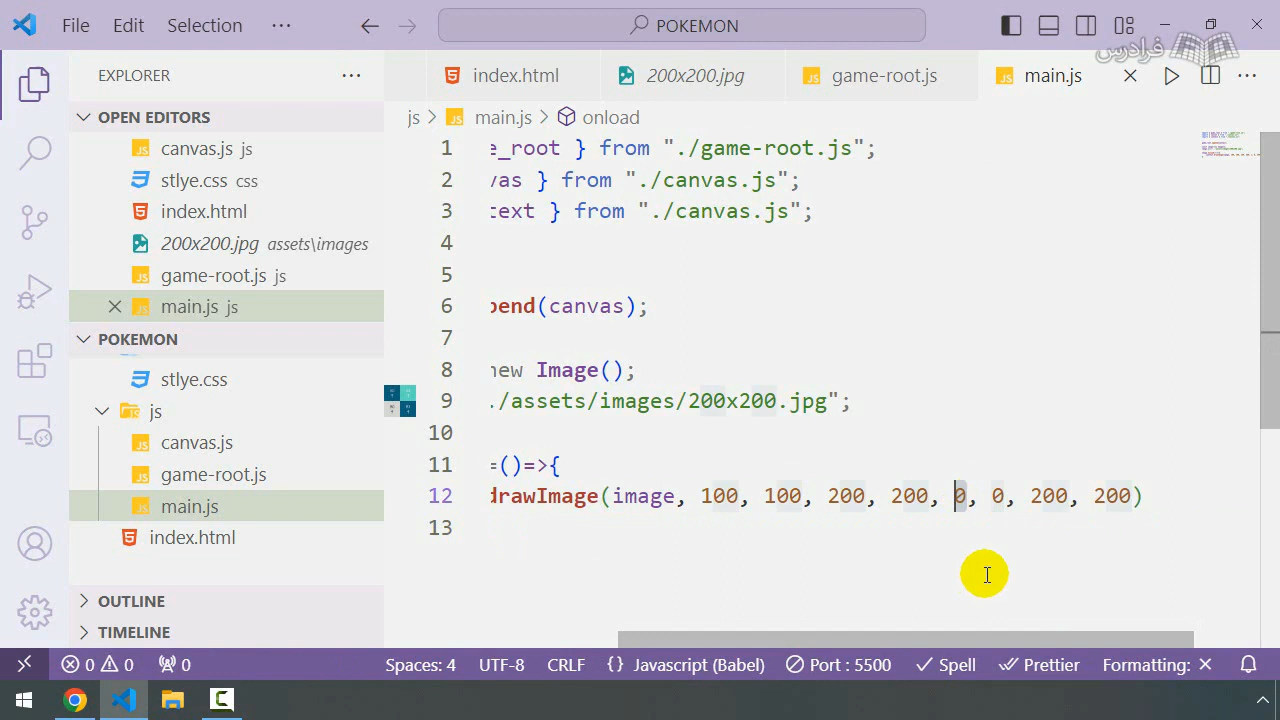 File Edit Selection ··· POKEMON
فرادرس
EXPLORER ···
index.html 200x200.jpg game-root.js main.js ···
OPEN EDITORS
canvas.js js
stlye.css css
index.html
200x200.jpg assets\images
game-root.js js
main.js js
POKEMON
stlye.css
js
canvas.js
game-root.js
main.js
index.html
OUTLINE
TIMELINE
js > main.js > onload
1 e_root } from "./game-root.js";
2 vas } from "./canvas.js";
3 text } from "./canvas.js";
4
5
6 pend(canvas);
7
8 new Image();
9 ./assets/images/200x200.jpg";
10
11 =()=>{
12 drawImage(image, 100, 100, 200, 200, 0, 0, 200, 200)
13
0 0 0 Spaces: 4 UTF-8 CRLF {} Javascript (Babel) Port : 5500 Spell Prettier Formatting: ×